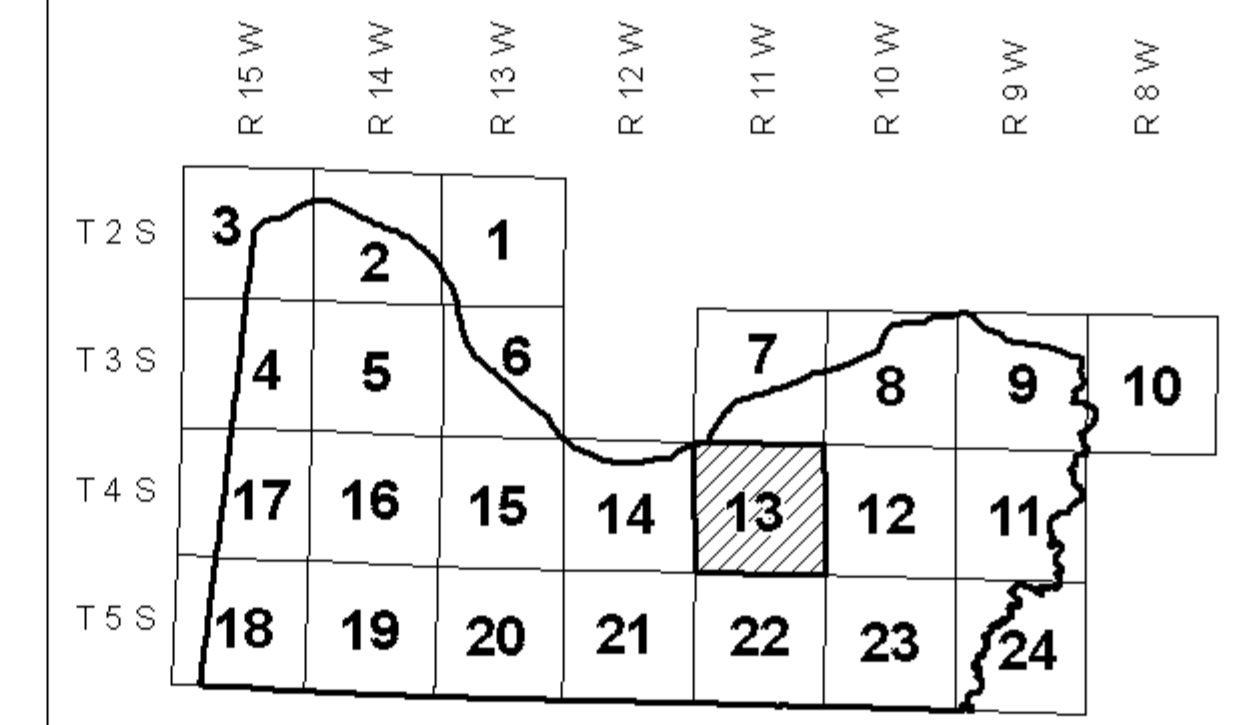 R 15 W R 14 W R 13 W R 12 W R 11 W R 10 W R 9 W R 8 W
T 2 S 3 2 1
T 3 S 4 5 6 7 8 9 10
T 4 S 17 16 15 14 13 12 11
T 5 S 18 19 20 21 22 23 24